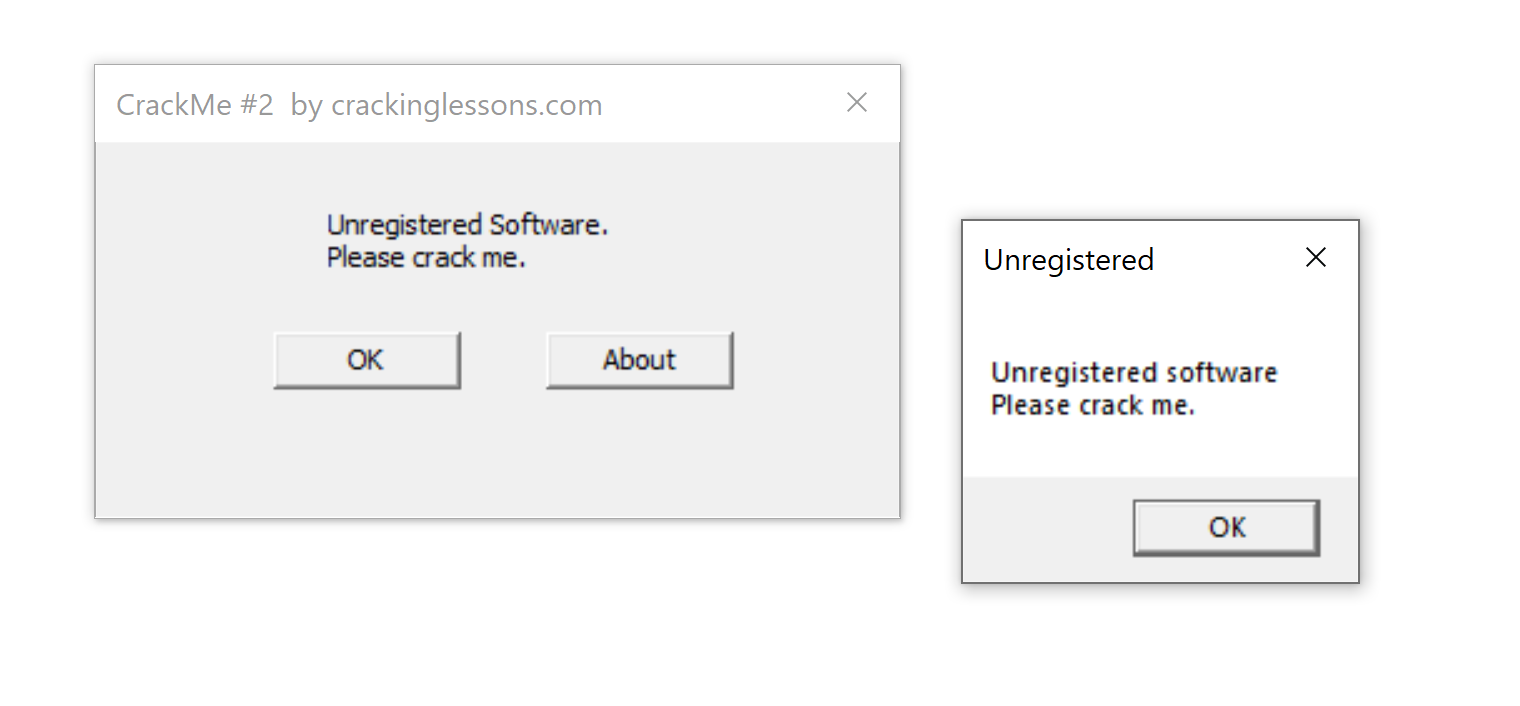 CrackMe #2  by crackinglessons.com
Unregistered Software.
Please crack me.
OK
About
Unregistered
Unregistered software
Please crack me.
OK